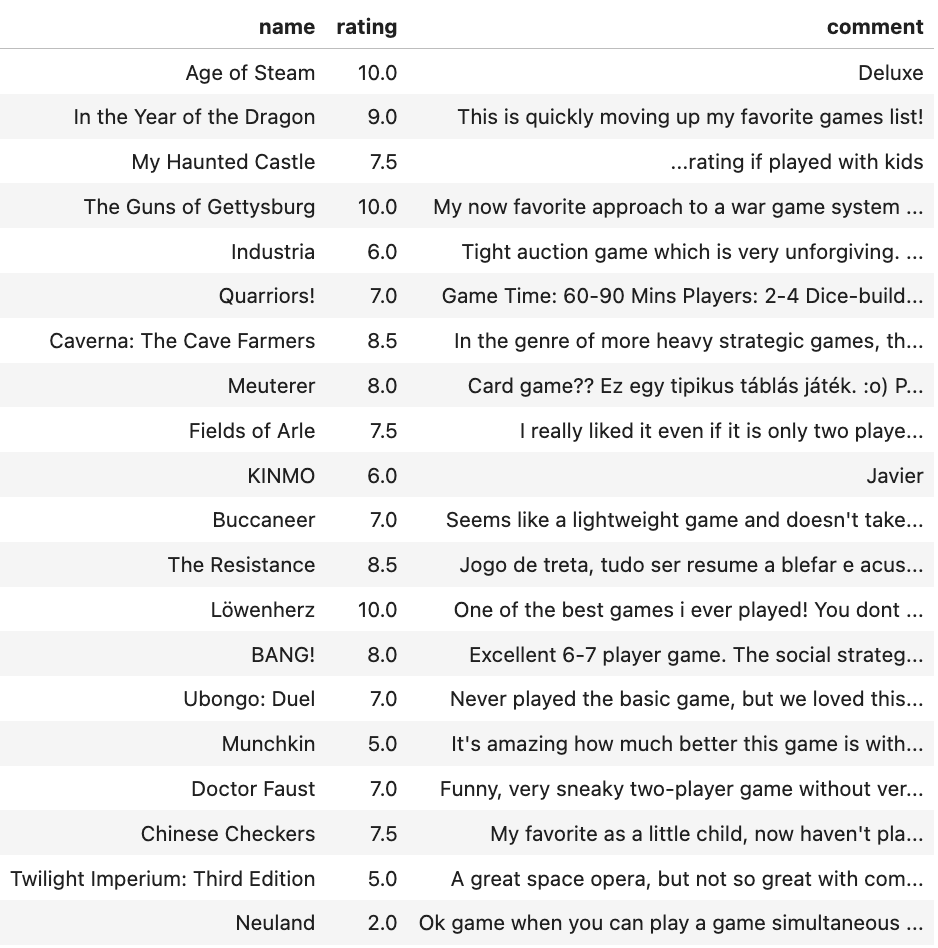 name rating comment
Age of Steam 10.0 Deluxe
In the Year of the Dragon 9.0 This is quickly moving up my favorite games list!
My Haunted Castle 7.5 ...rating if played with kids
The Guns of Gettysburg 10.0 My now favorite approach to a war game system ...
Industria 6.0 Tight auction game which is very unforgiving. ...
Quarriors! 7.0 Game Time: 60-90 Mins Players: 2-4 Dice-build...
Caverna: The Cave Farmers 8.5 In the genre of more heavy strategic games, th...
Meuterer 8.0 Card game?? Ez egy tipikus táblás játék. :o) P...
Fields of Arle 7.5 I really liked it even if it is only two playe...
KINMO 6.0 Javier
Buccaneer 7.0 Seems like a lightweight game and doesn't take...
The Resistance 8.5 Jogo de treta, tudo ser resume a blefar e acus...
Löwenherz 10.0 One of the best games i ever played! You dont ...
BANG! 8.0 Excellent 6-7 player game. The social strateg...
Ubongo: Duel 7.0 Never played the basic game, but we loved this...
Munchkin 5.0 It's amazing how much better this game is with...
Doctor Faust 7.0 Funny, very sneaky two-player game without ver...
Chinese Checkers 7.5 My favorite as a little child, now haven't pla...
Twilight Imperium: Third Edition 5.0 A great space opera, but not so great with com...
Neuland 2.0 Ok game when you can play a game simultaneous ...